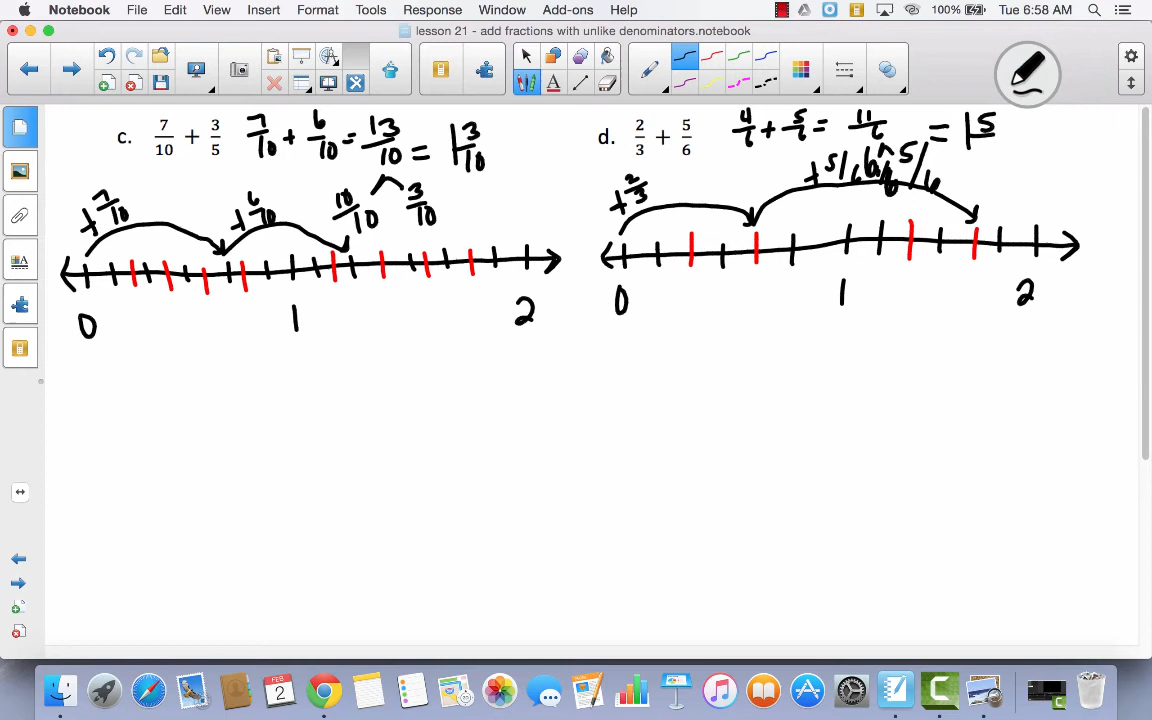 Notebook File Edit View Insert Format Tools Response Window Add-ons Help 100% Tue 6:58 AM
lesson 21 - add fractions with unlike denominators.notebook
c. 7/10 + 3/5 7/10 + 6/10 = 13/10 = 1 3/10
d. 2/3 + 5/6 4/6 + 5/6 = 11/6 = 1 5
+7/10 +6/10 10/10 3/10
+2/3 +5/6 5/6
0 1 2
0 1 2
FEB
2